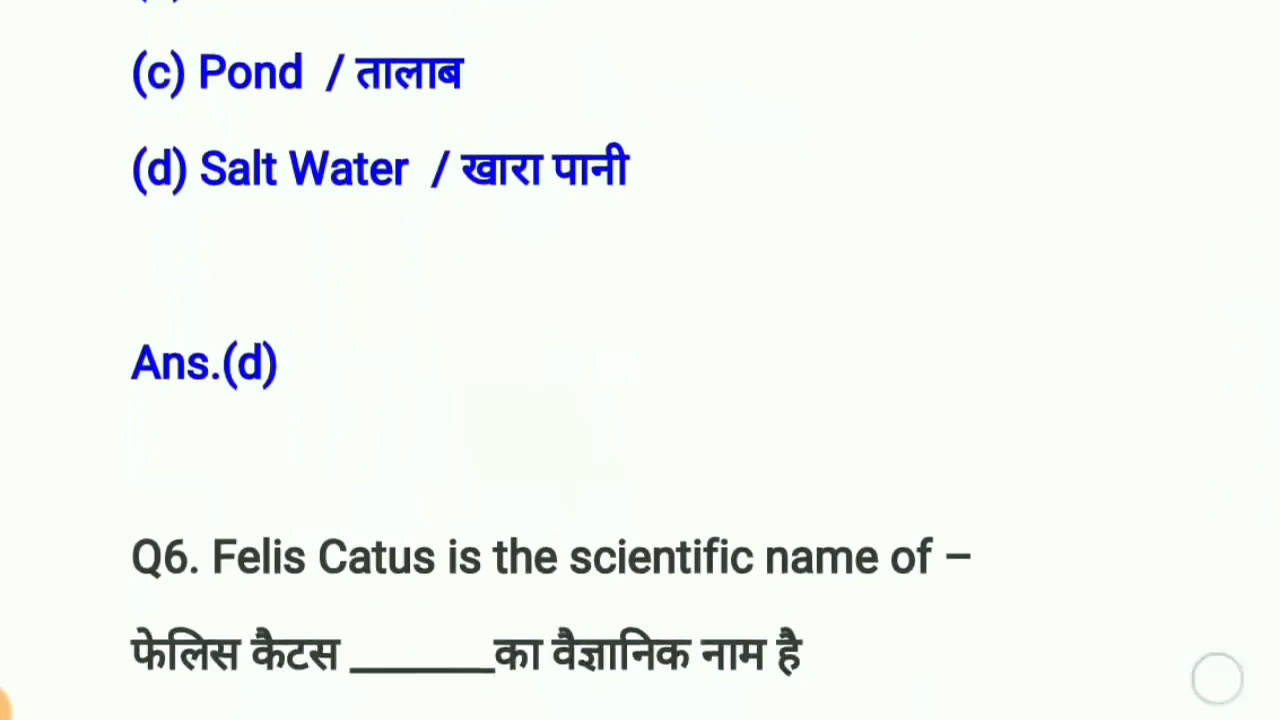 (c) Pond / तालाब
(d) Salt Water / खारा पानी
Ans.(d)
Q6. Felis Catus is the scientific name of –
फेलिस कैटस _______का वैज्ञानिक नाम है